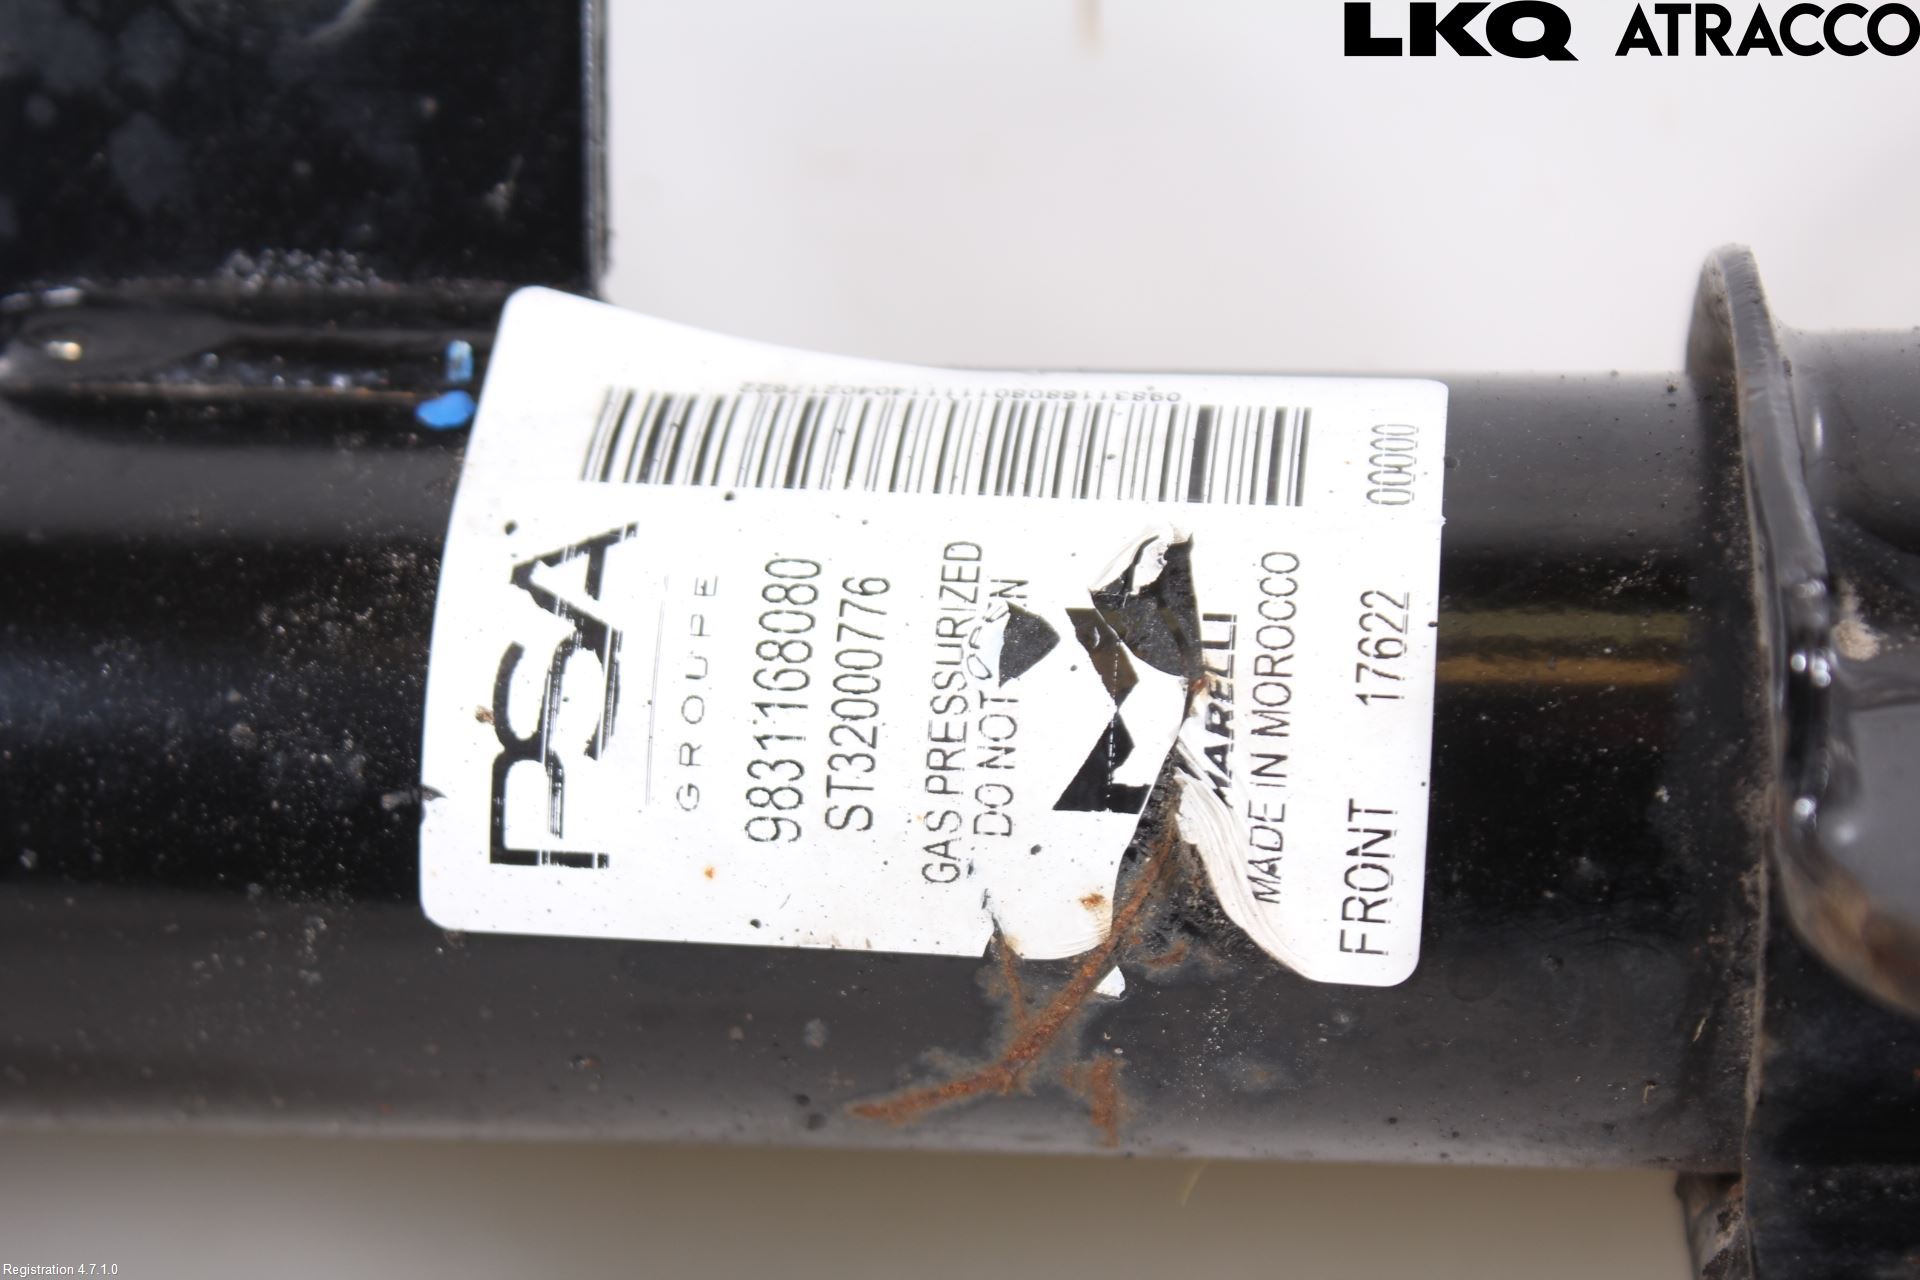 LKQ ATRACCO
PSA
GROUPE
9831168080
ST32000776
GAS PRESSURIZED
DO NOT
MARELLI
MADE IN MOROCCO
FRONT 17622 00000
Registration 4.7.1.0